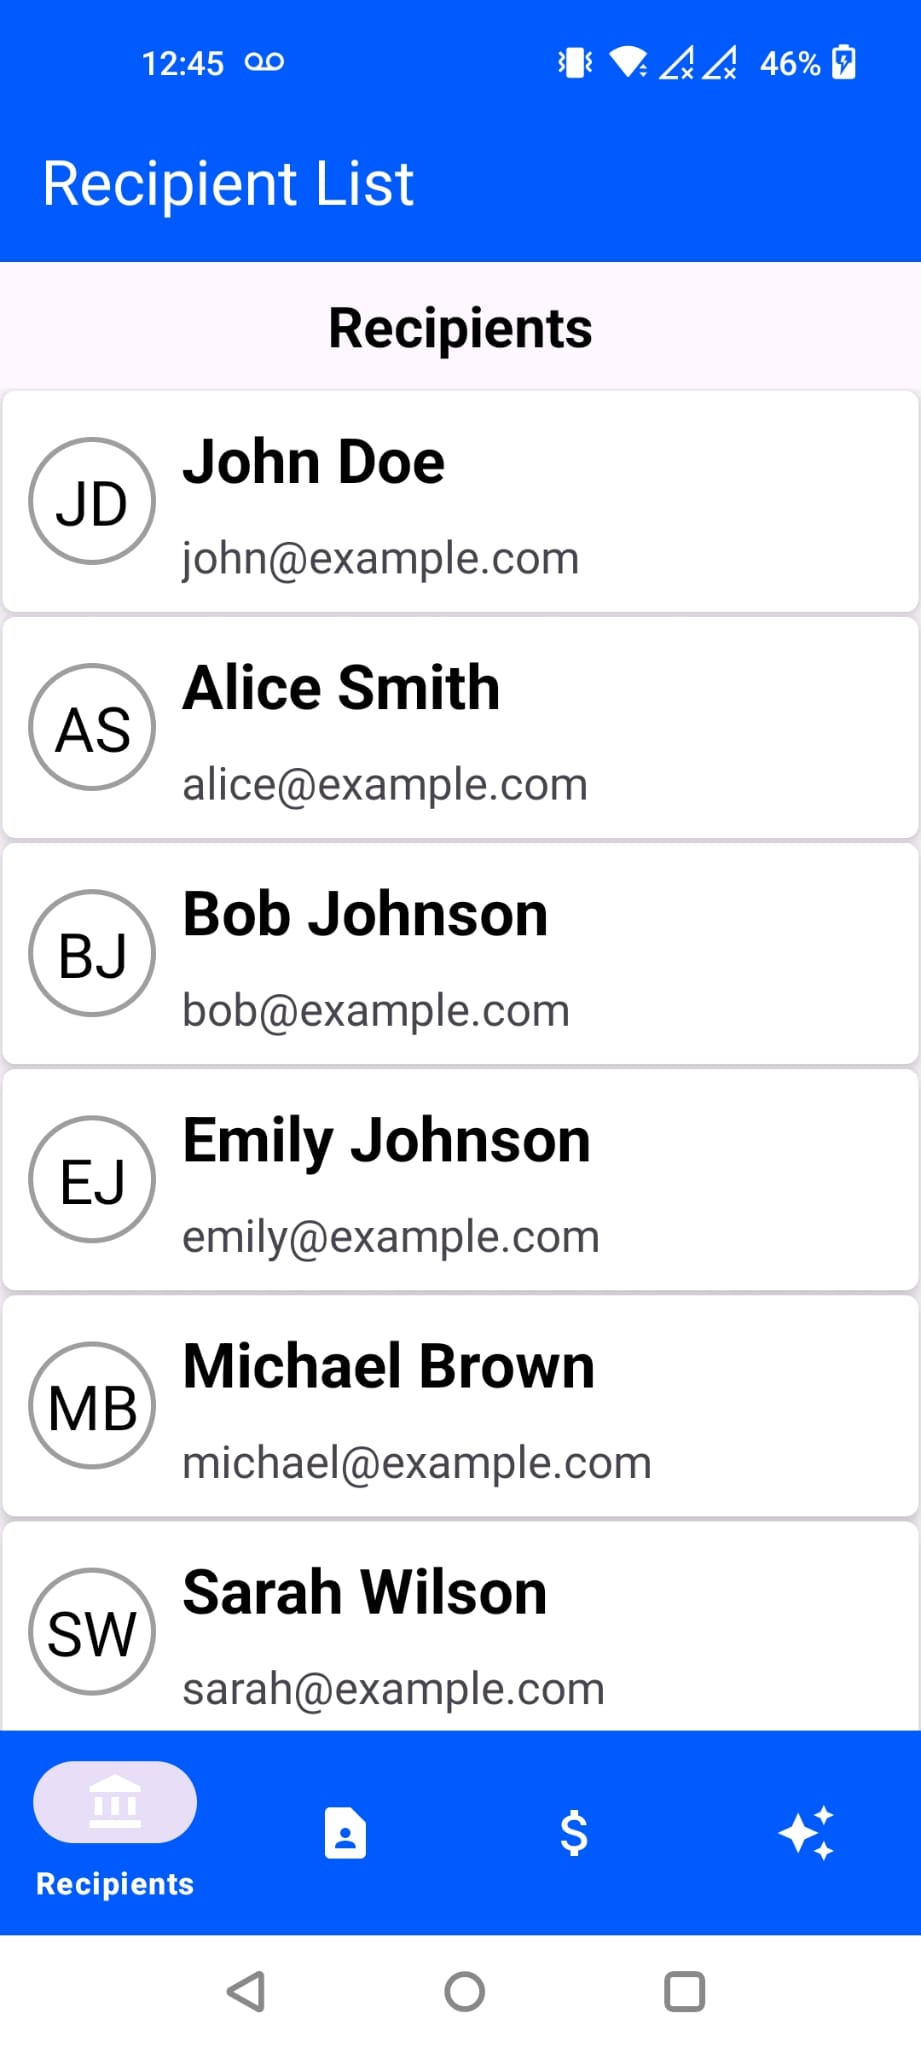 12:45 46%
Recipient List
Recipients
John Doe
JD
john@example.com
Alice Smith
AS
alice@example.com
Bob Johnson
BJ
bob@example.com
Emily Johnson
EJ
emily@example.com
Michael Brown
MB
michael@example.com
Sarah Wilson
SW
sarah@example.com
$
Recipients